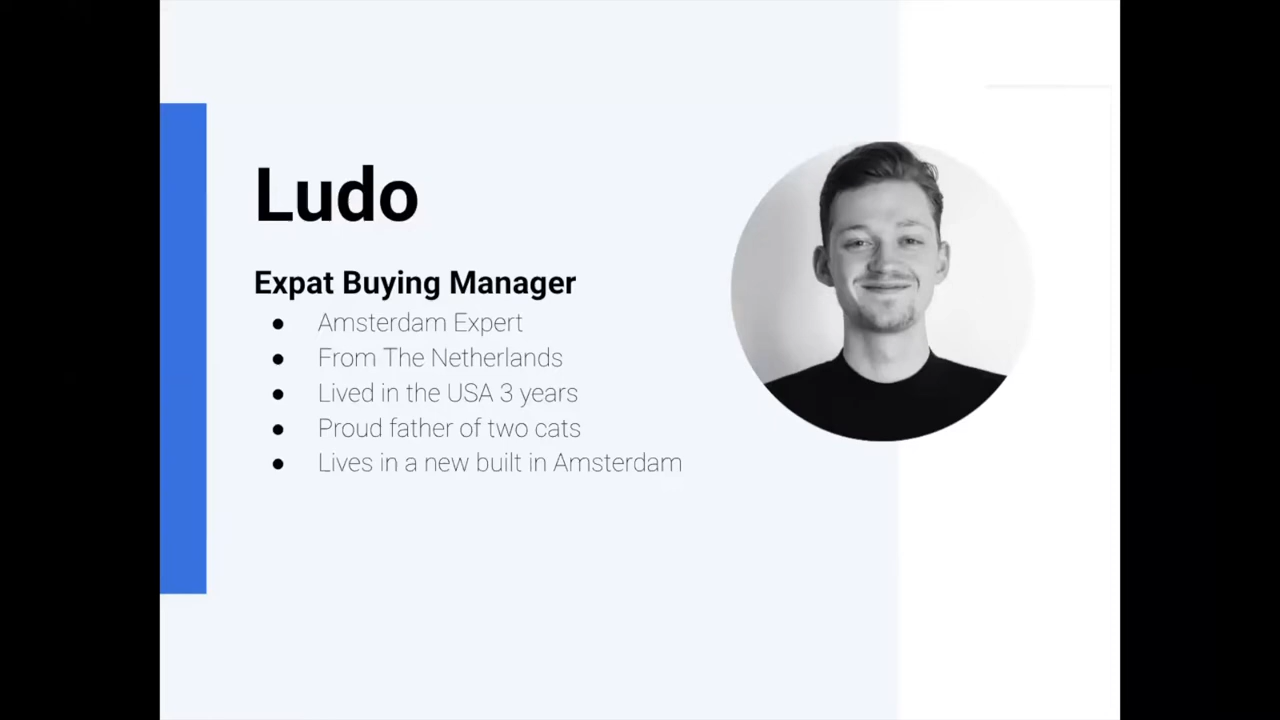 Ludo
Expat Buying Manager
● Amsterdam Expert
● From The Netherlands
● Lived in the USA 3 years
● Proud father of two cats
● Lives in a new built in Amsterdam